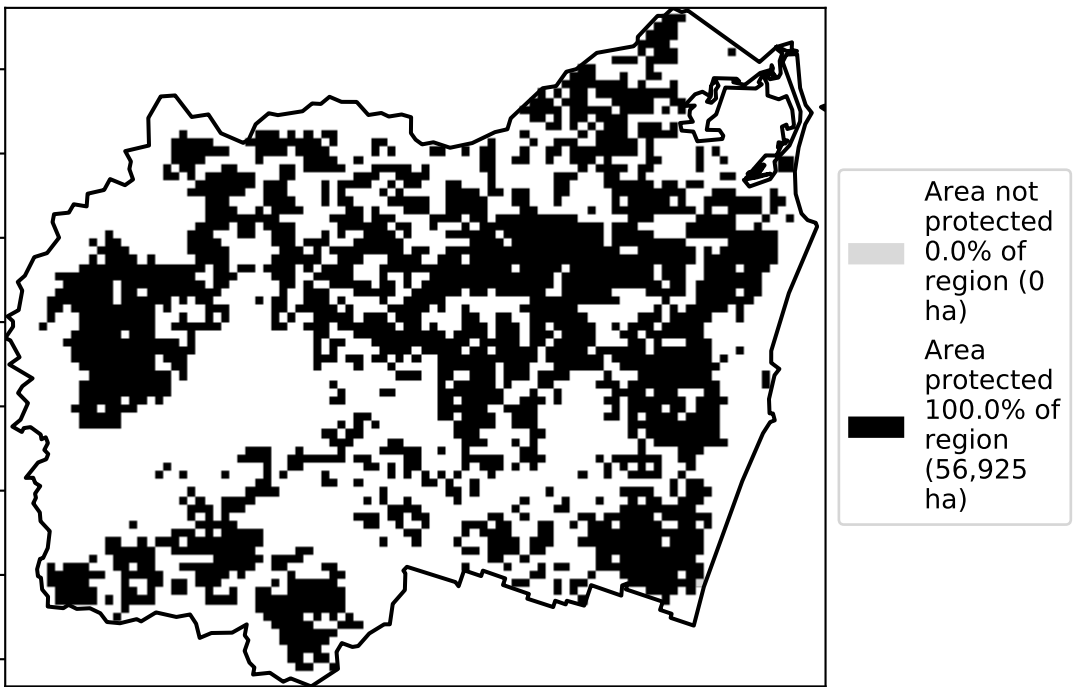 Area not
protected
0.0% of
region (0
ha)
Area
protected
100.0% of
region
(56,925
ha)